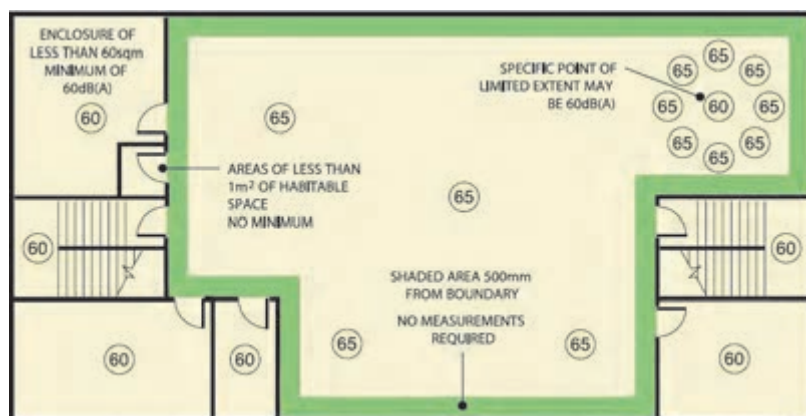 ENCLOSURE OF
LESS THAN 60sqm
MINIMUM OF
60dB(A)
60
65
SPECIFIC POINT OF
LIMITED EXTENT MAY
BE 60dB(A)
65
65
65
65
60
65
65
65
65
AREAS OF LESS THAN
1m² OF HABITABLE
SPACE
NO MINIMUM
65
60
60
SHADED AREA 500mm
FROM BOUNDARY
NO MEASUREMENTS
REQUIRED
60
60
65
65
60